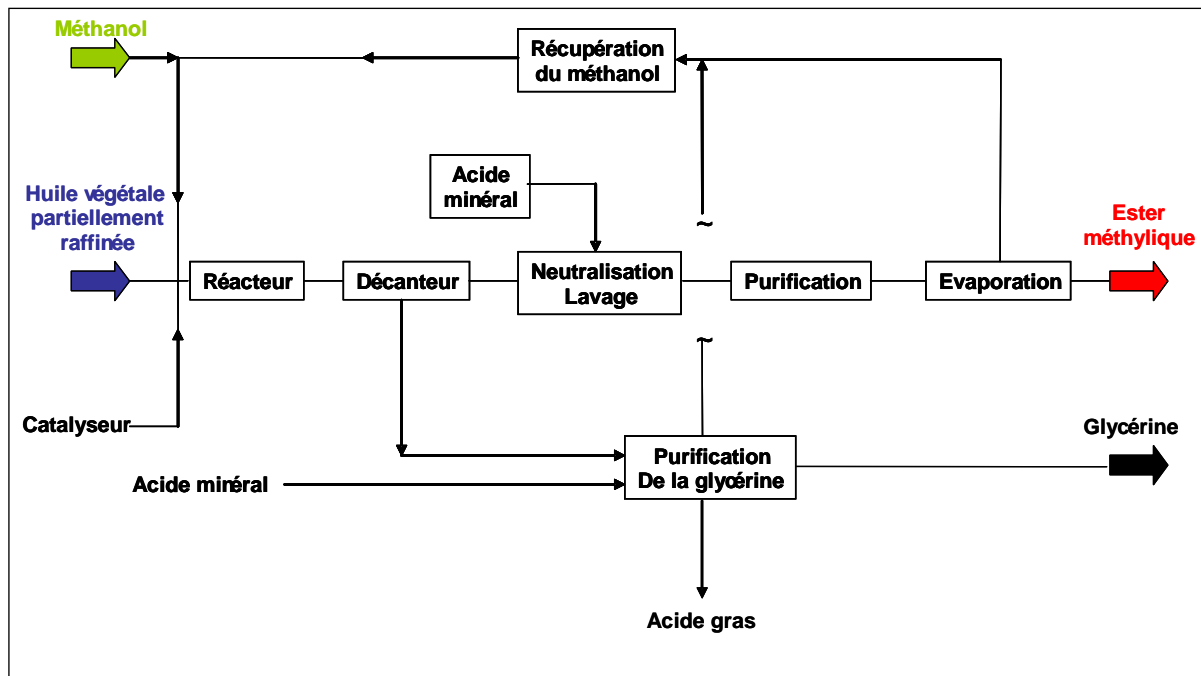 Méthanol
Récupération
du méthanol
Acide
minéral
Huile végétale
partiellement
raffinée
Ester
méthylique
~
Réacteur
Décanteur
Neutralisation
Lavage
Purification
Evaporation
~
Catalyseur
Glycérine
Acide minéral
Purification
De la glycérine
Acide gras